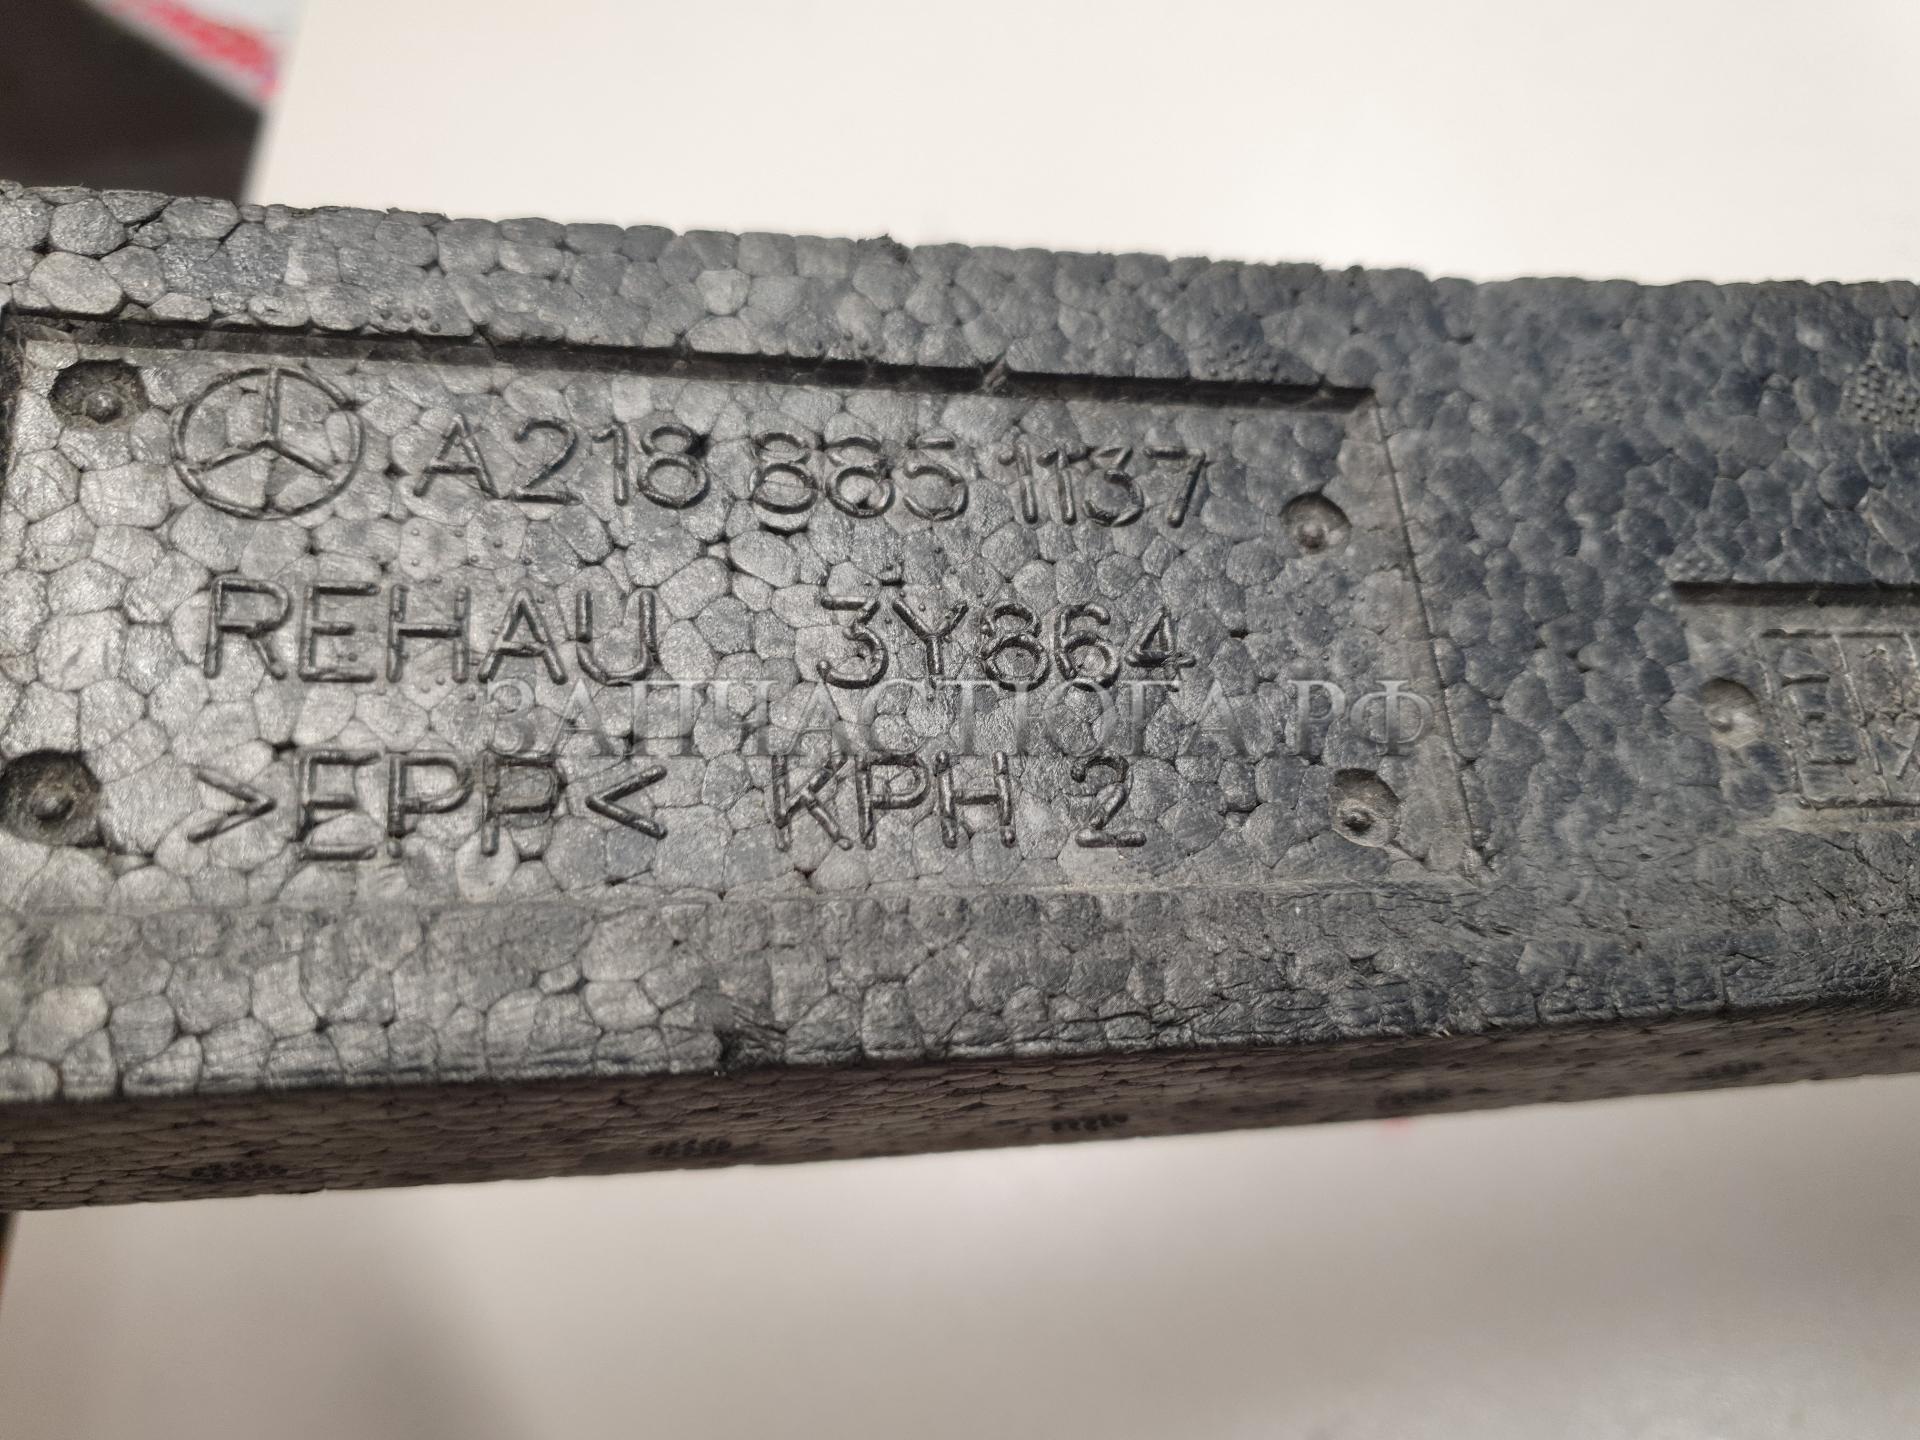 A218 885 1137
REHAU 3Y864
ЗАПЧАСТЮГА.РФ
>EPP< KPH 2